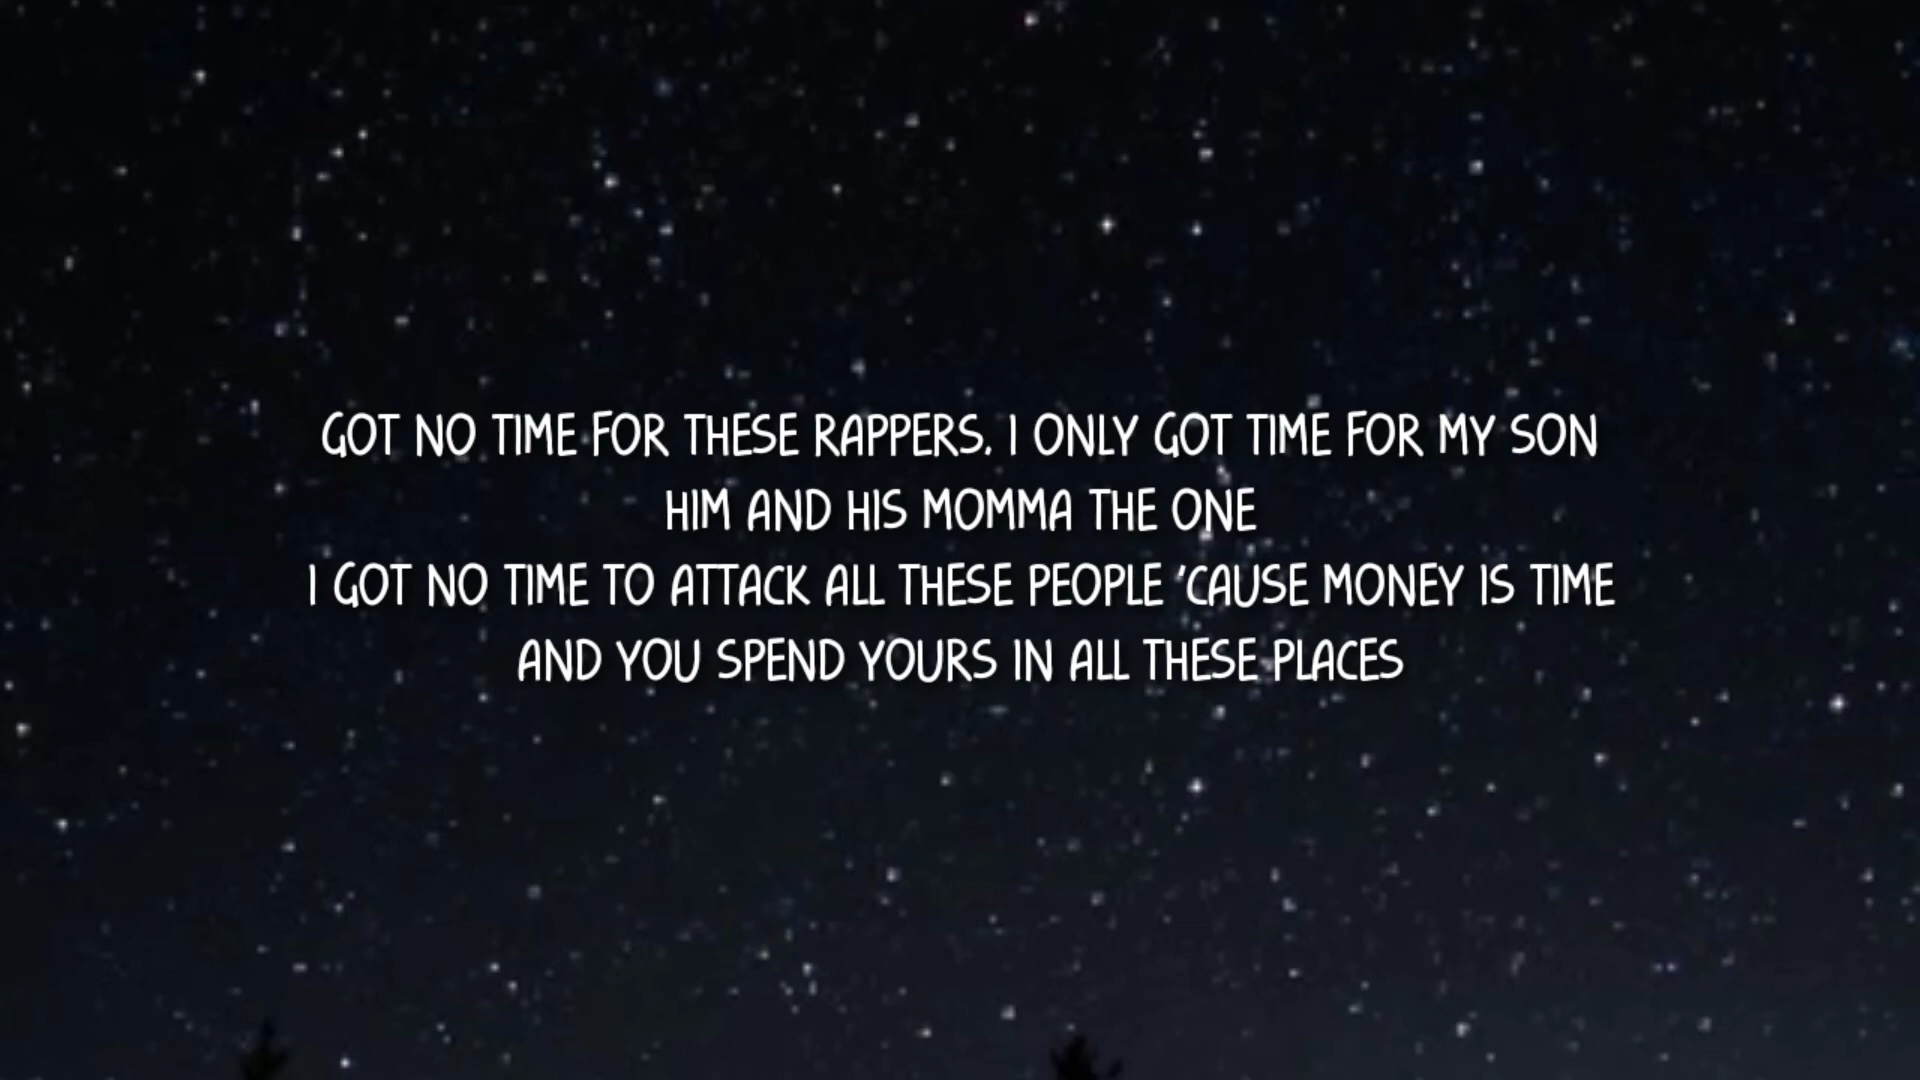 GOT NO TIME FOR THESE RAPPERS, I ONLY GOT TIME FOR MY SON
HIM AND HIS MOMMA THE ONE
I GOT NO TIME TO ATTACK ALL THESE PEOPLE 'CAUSE MONEY IS TIME
AND YOU SPEND YOURS IN ALL THESE PLACES